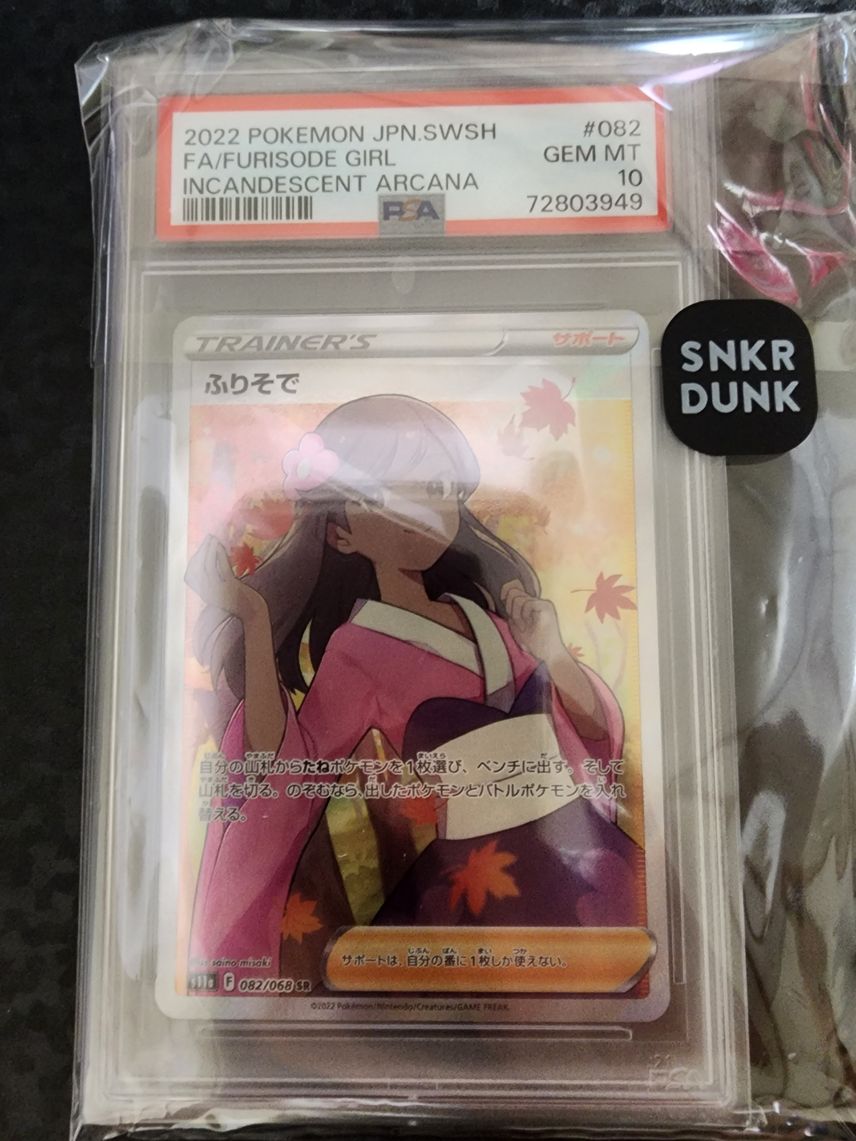 2022 POKEMON JPN.SWSH #082
FA/FURISODE GIRL GEM MT
INCANDESCENT ARCANA 10
PSA 72803949
SNKR
DUNK
TRAINER'S サポート
ふりそで
自分の山札からたねポケモンを1枚選び、ベンチに出す。そして
山札を切る。のぞむなら、出したポケモンとバトルポケモンを入れ
替える。
サポートは、自分の番に1枚しか使えない。
saino misaki
s11a F 082/068 SR
©2022 Pokémon/Nintendo/Creatures/GAME FREAK.